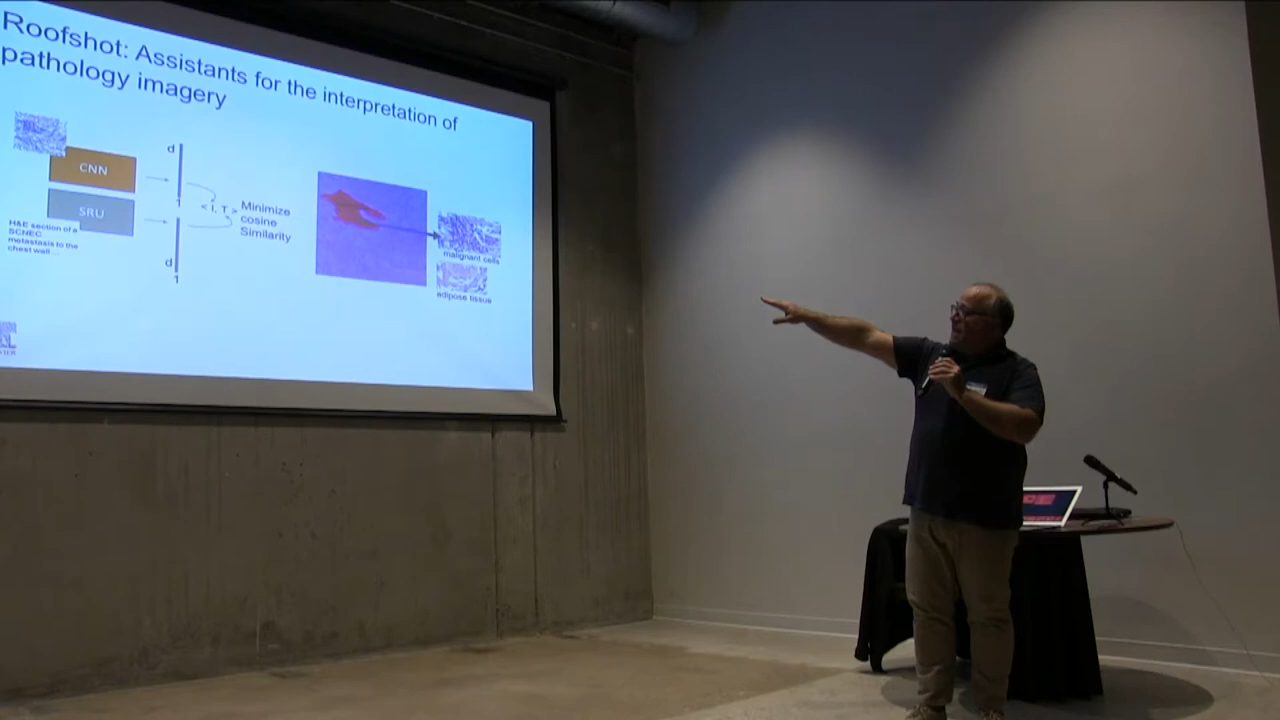 Roofshot: Assistants for the interpretation of
pathology imagery
CNN
SRU
H&E section of a
SCNEC
metastasis to the
chest wall ...
d
1
< I, T >
d
1
Minimize
cosine
Similarity
malignant cells
adipose tissue